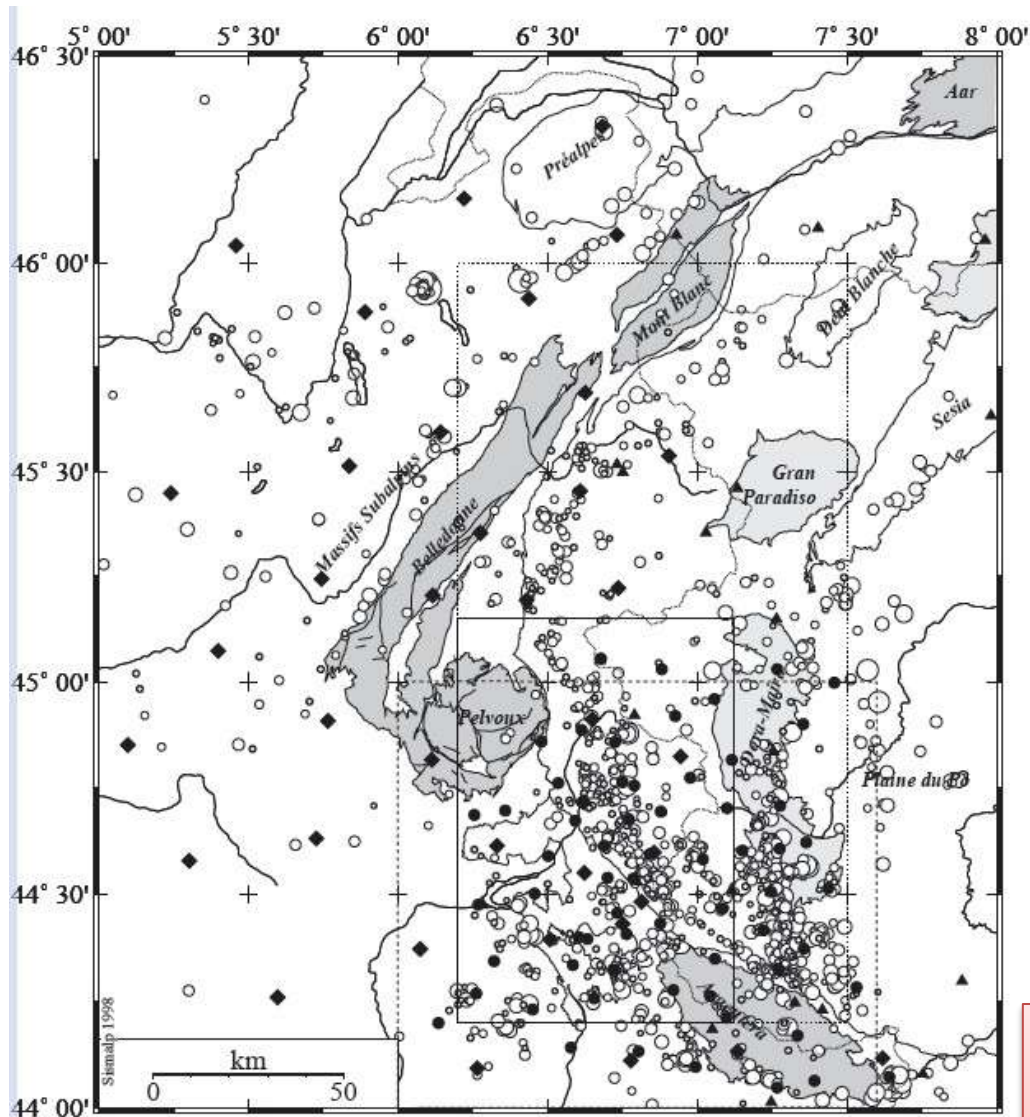 5° 00' 5° 30' 6° 00' 6° 30' 7° 00' 7° 30' 8° 00'
46° 30'
Aar
Préalpes
46° 00'
Mont Blanc
Dent Blanche
Sesia
45° 30'
Gran
Paradiso
Massifs Subalpins
Belledonne
45° 00'
Pelvoux
Dora-Maira
Plaine du Pô
44° 30'
Argentera
Sismalp 1998
km
0 50
44° 00'